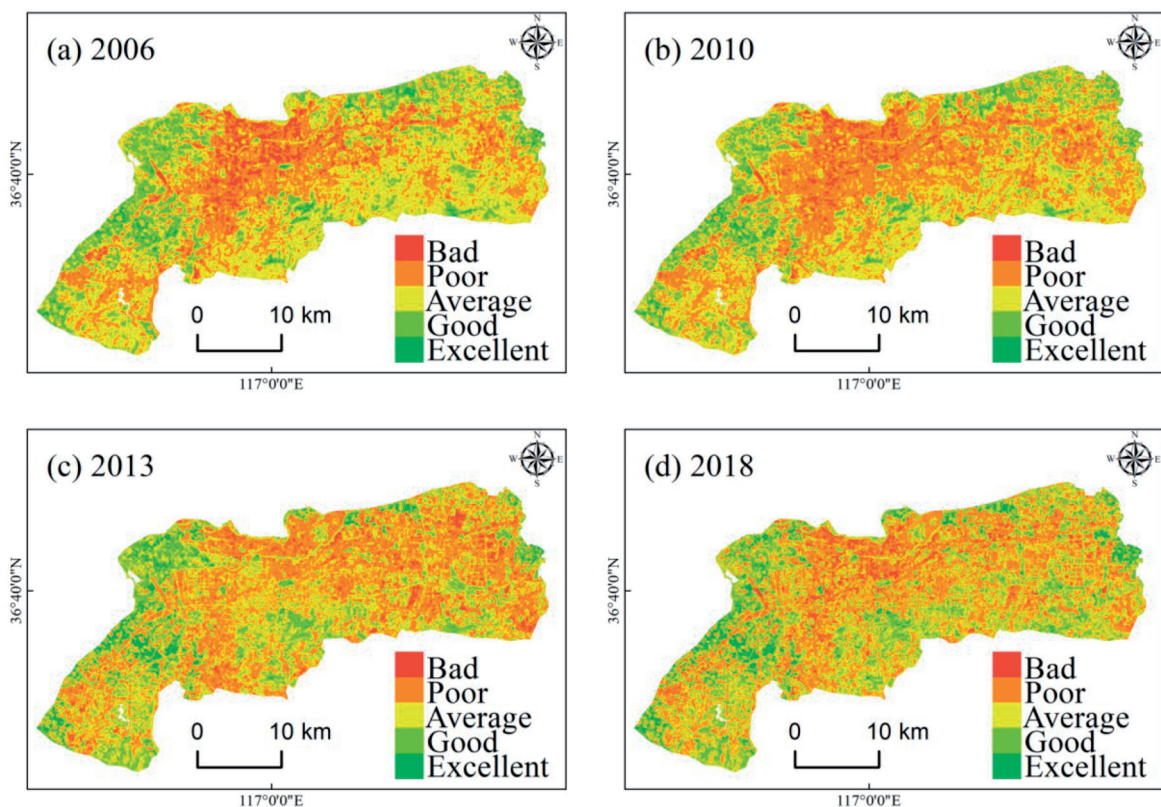 (a) 2006
N
W E
S
36°40'0"N
Bad
Poor
Average
Good
Excellent
0 10 km
117°0'0"E
(b) 2010
N
W E
S
36°40'0"N
Bad
Poor
Average
Good
Excellent
0 10 km
117°0'0"E
(c) 2013
N
W E
S
36°40'0"N
Bad
Poor
Average
Good
Excellent
0 10 km
117°0'0"E
(d) 2018
N
W E
S
36°40'0"N
Bad
Poor
Average
Good
Excellent
0 10 km
117°0'0"E